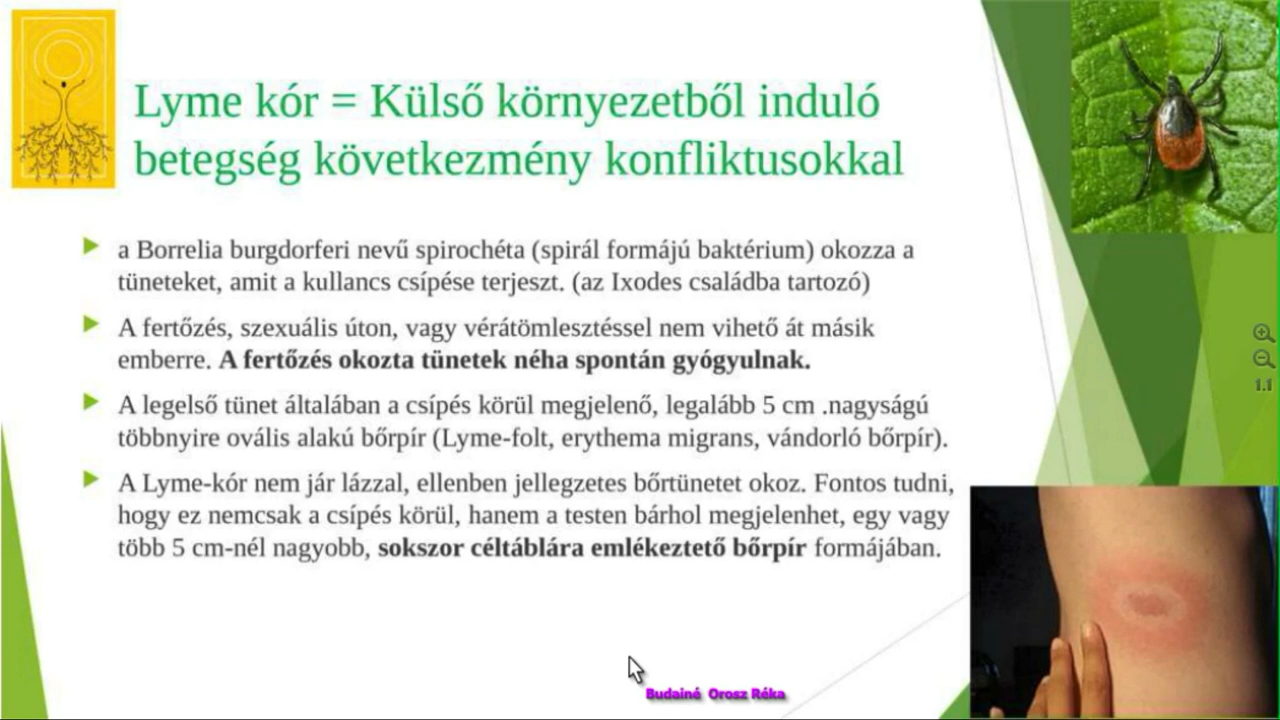 Lyme kór = Külső környezetből induló
betegség következmény konfliktusokkal
a Borrelia burgdorferi nevű spirochéta (spirál formájú baktérium) okozza a
tüneteket, amit a kullancs csípése terjeszt. (az Ixodes családba tartozó)
A fertőzés, szexuális úton, vagy vérátömlesztéssel nem vihető át másik
emberre. A fertőzés okozta tünetek néha spontán gyógyulnak.
A legelső tünet általában a csípés körül megjelenő, legalább 5 cm .nagyságú
többnyire ovális alakú bőrpír (Lyme-folt, erythema migrans, vándorló bőrpír).
A Lyme-kór nem jár lázzal, ellenben jellegzetes bőrtünetet okoz. Fontos tudni,
hogy ez nemcsak a csípés körül, hanem a testen bárhol megjelenhet, egy vagy
több 5 cm-nél nagyobb, sokszor céltáblára emlékeztető bőrpír formájában.
1.1
Budainé Orosz Réka